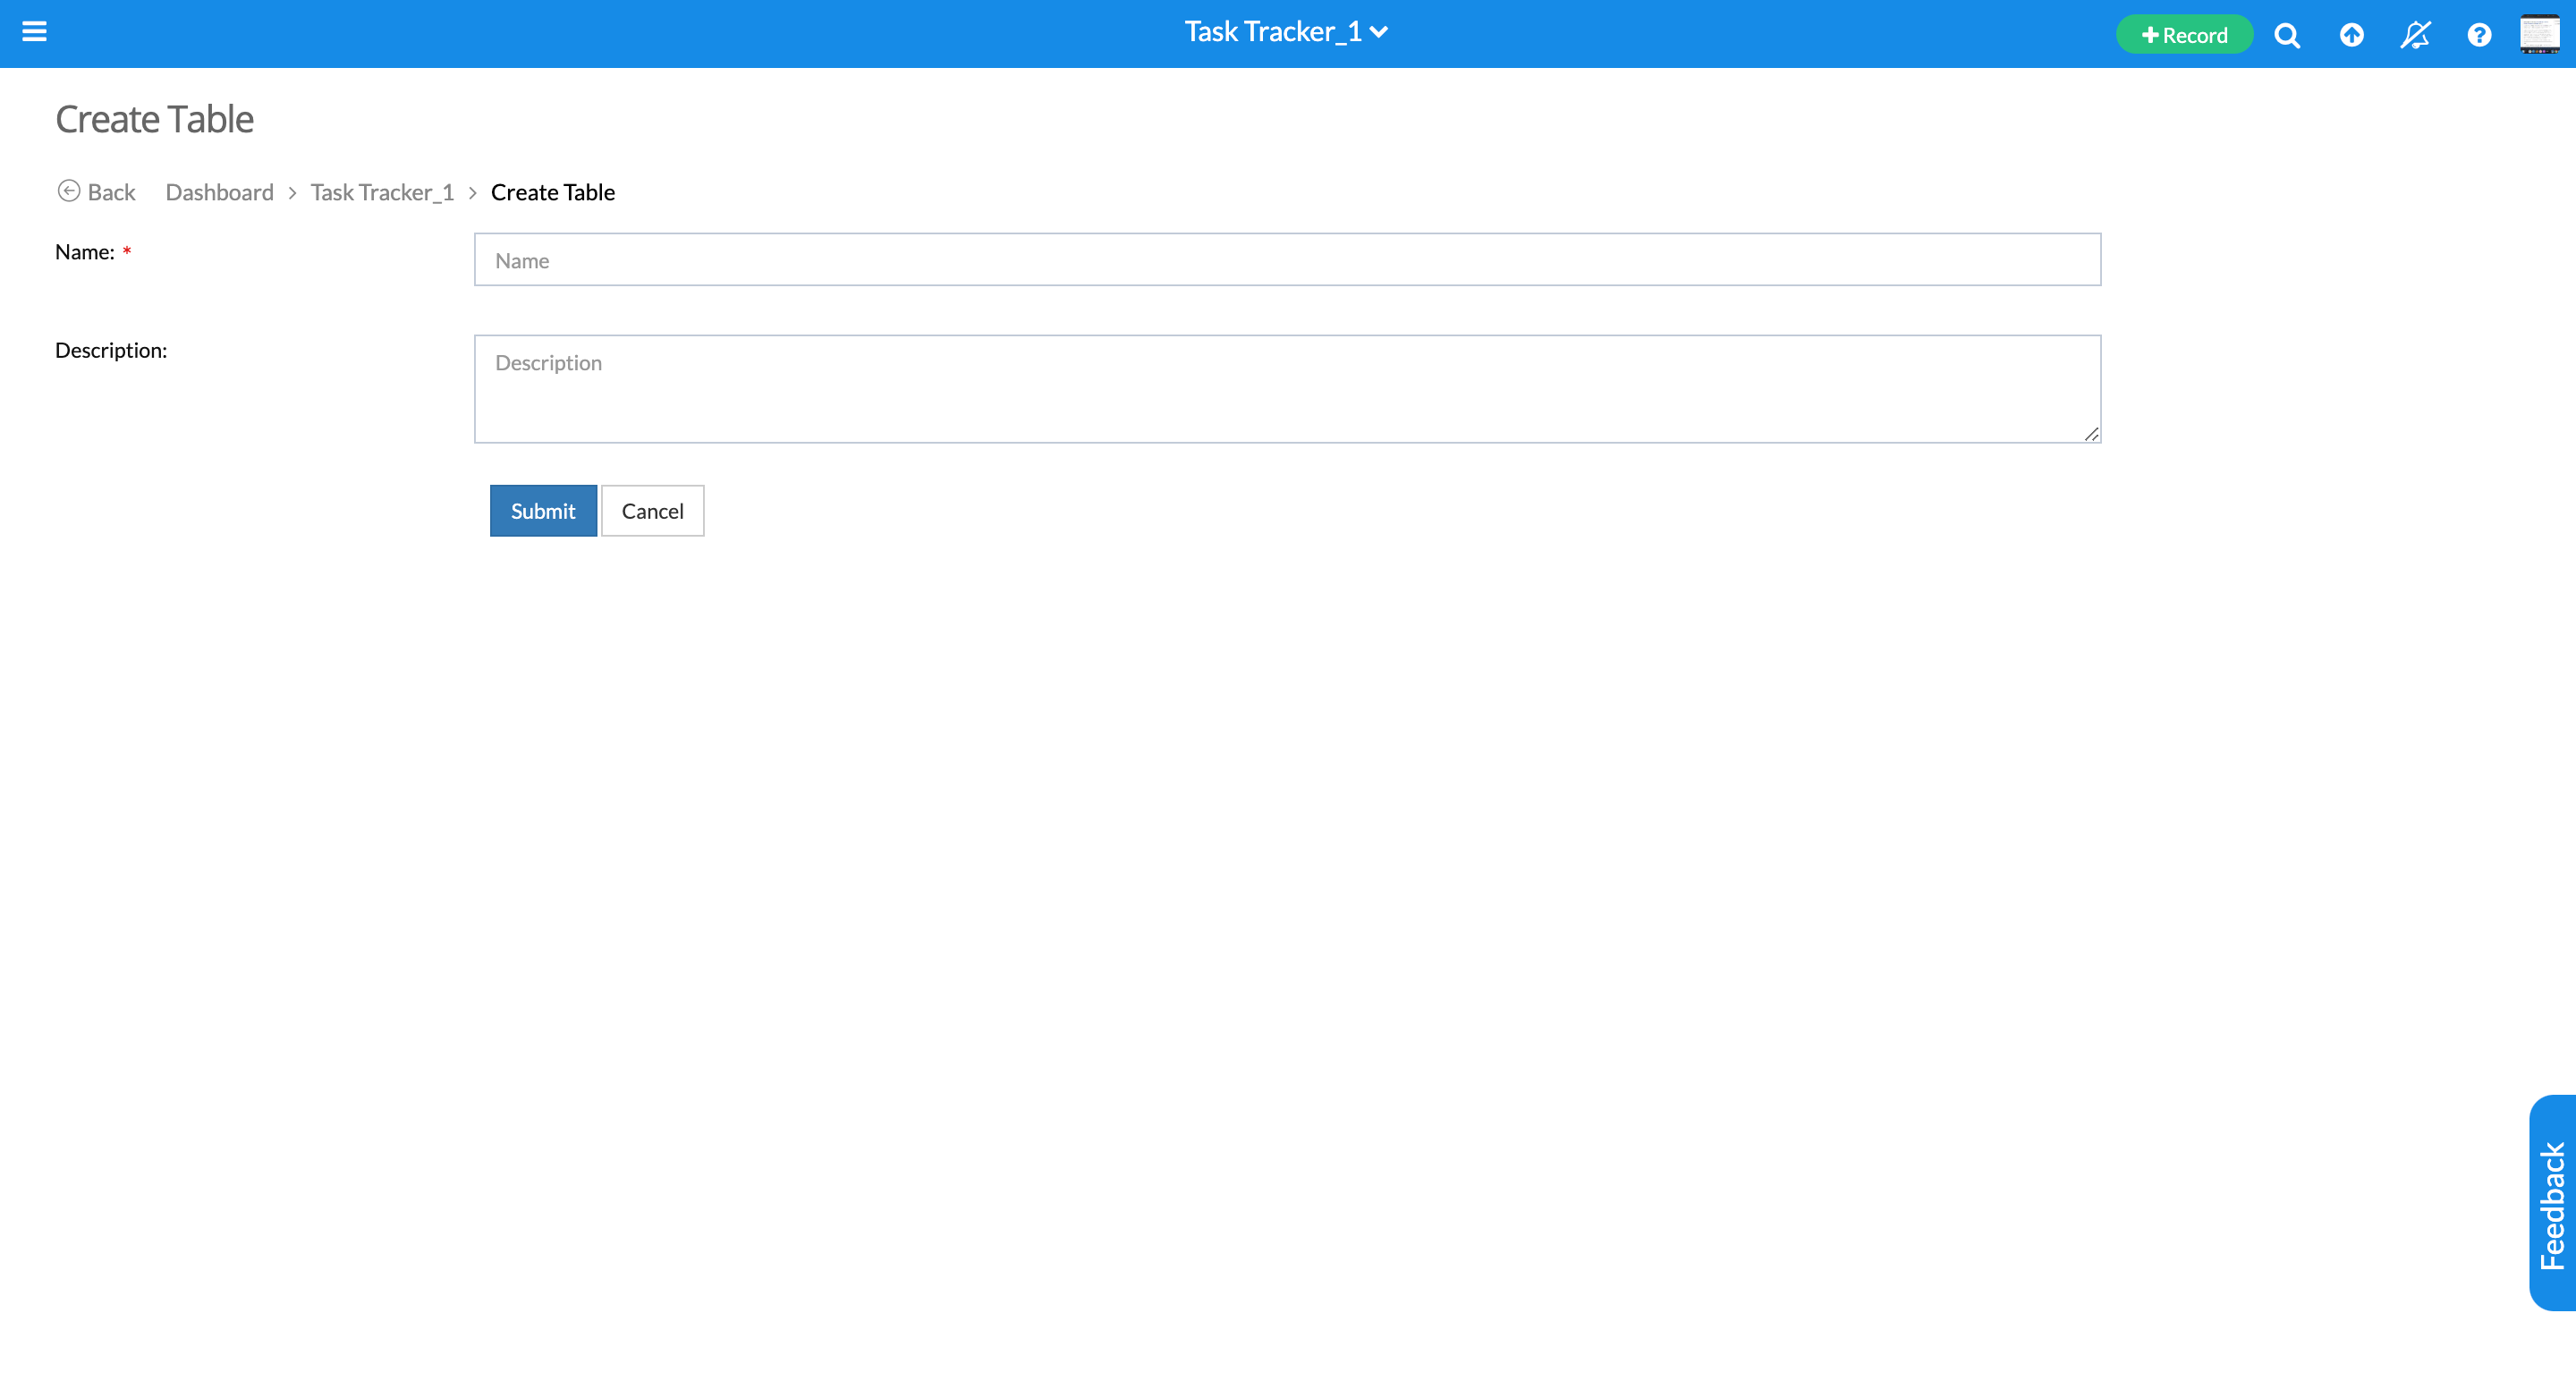 Task Tracker_1
Record
Create Table
Back Dashboard > Task Tracker_1 > Create Table
Name: *
Name
Description:
Description
Submit Cancel
Feedback